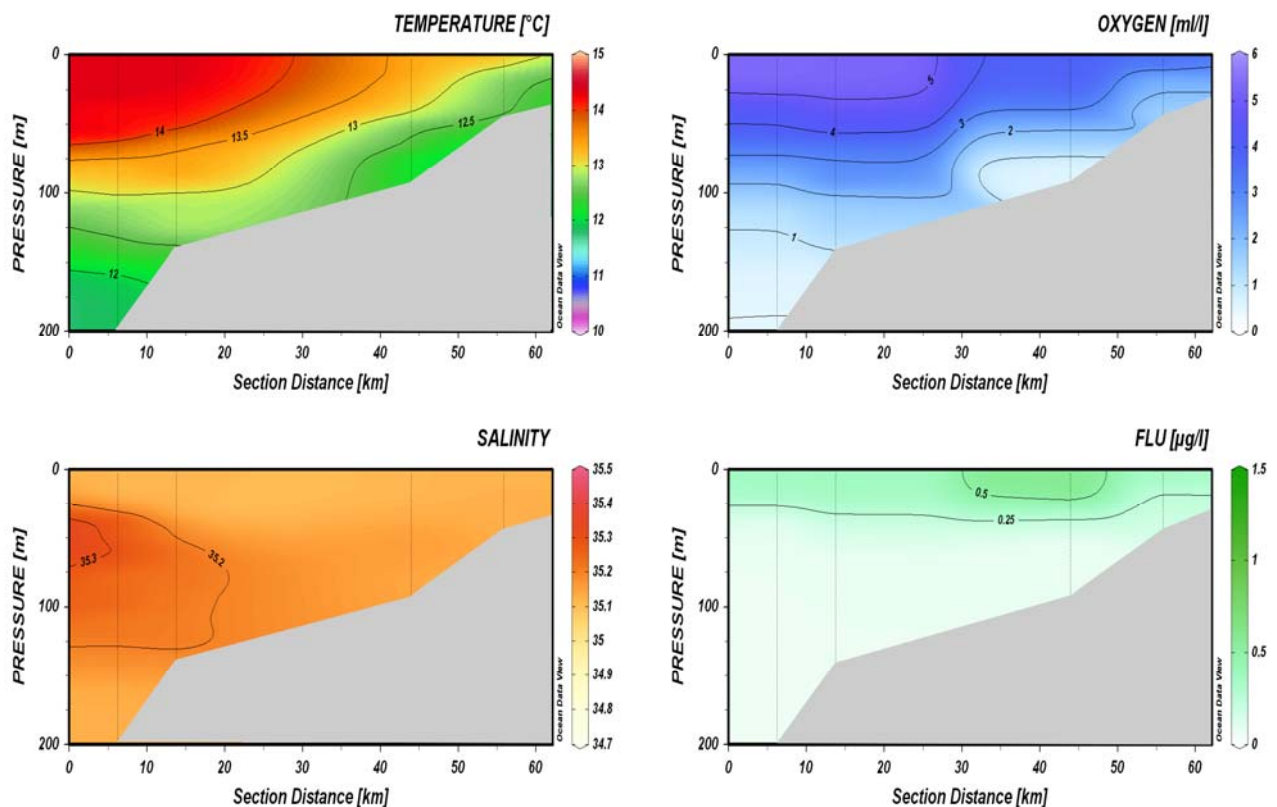 TEMPERATURE [°C]
0
100
200
PRESSURE [m]
14
13.5
13
12.5
12
15
14
13
12
11
10
Ocean Data View
0 10 20 30 40 50 60
Section Distance [km]
OXYGEN [ml/l]
0
100
200
PRESSURE [m]
5
4
3
2
1
6
5
4
3
2
1
0
Ocean Data View
0 10 20 30 40 50 60
Section Distance [km]
SALINITY
0
100
200
PRESSURE [m]
35.3
35.2
35.5
35.4
35.3
35.2
35.1
35
34.9
34.8
34.7
Ocean Data View
0 10 20 30 40 50 60
Section Distance [km]
FLU [µg/l]
0
100
200
PRESSURE [m]
0.5
0.25
1.5
1
0.5
0
Ocean Data View
0 10 20 30 40 50 60
Section Distance [km]